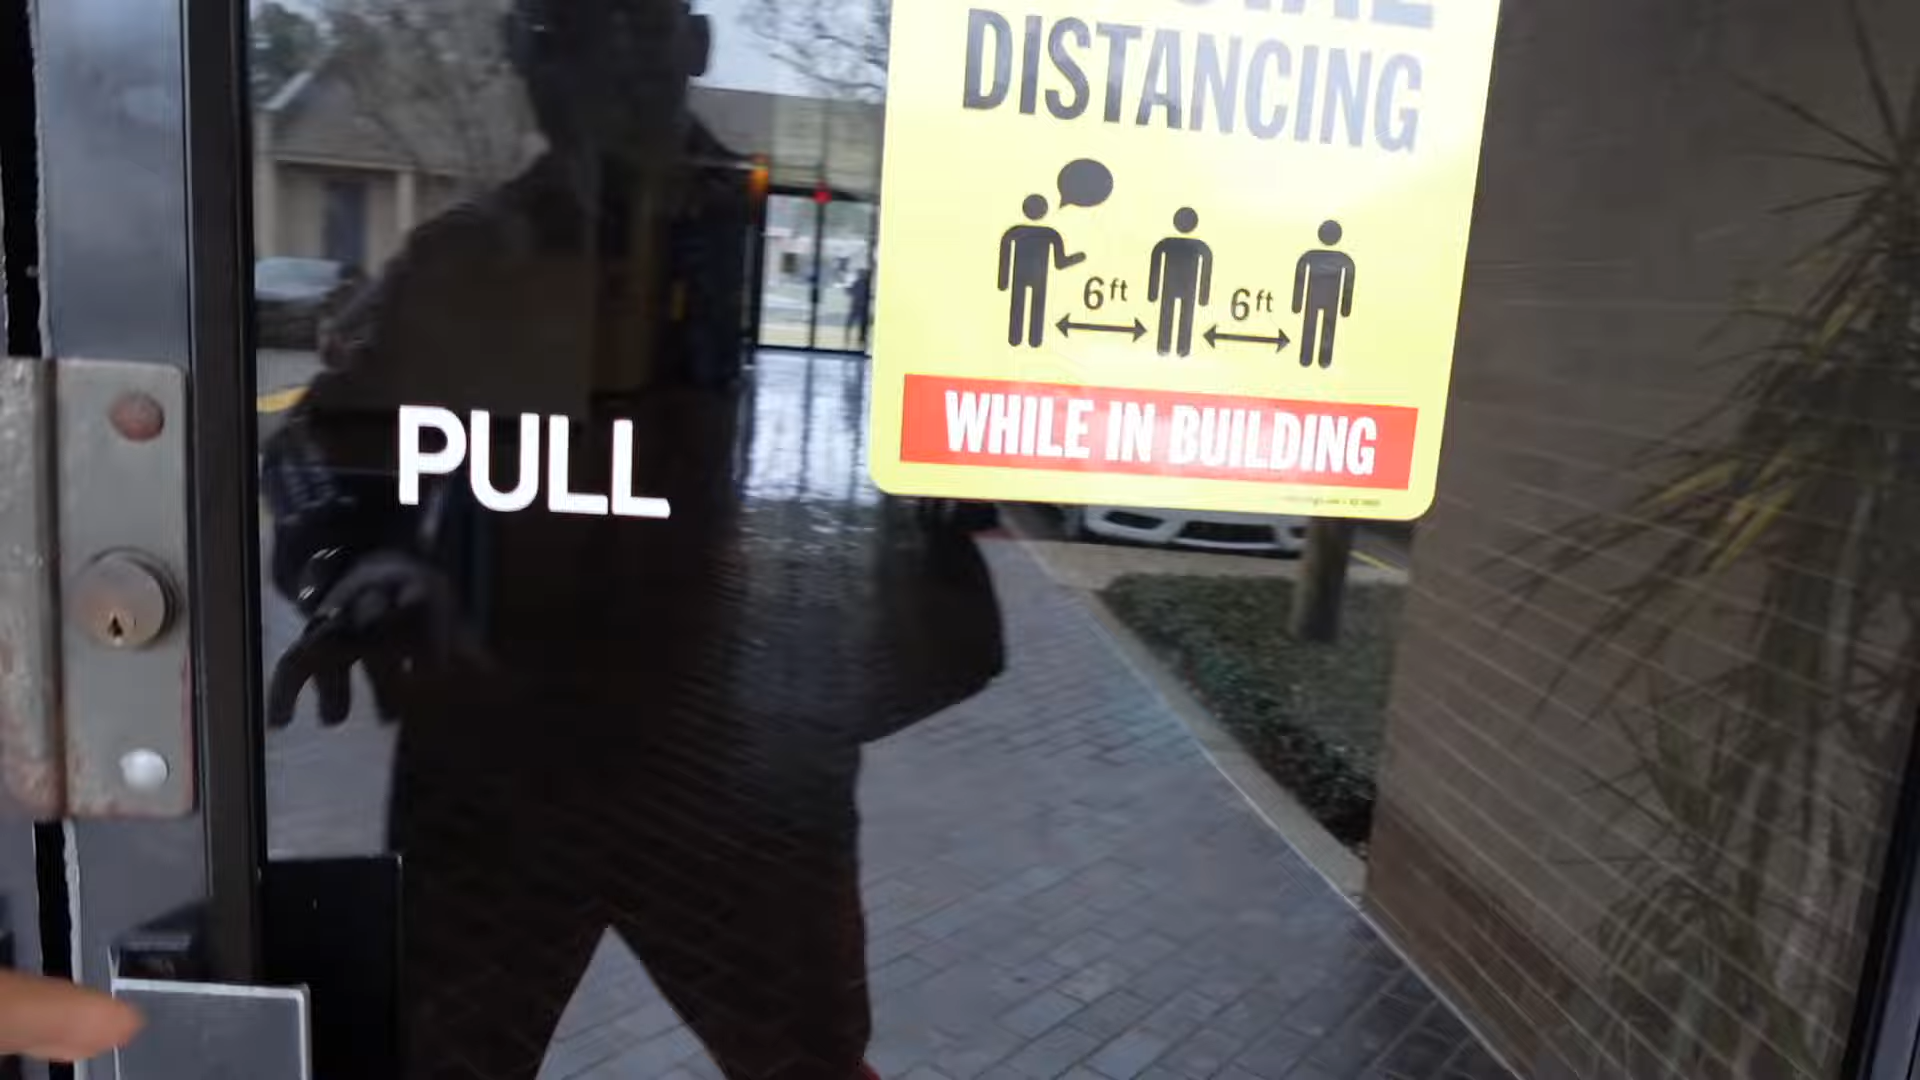 DISTANCING
6ft 6ft
WHILE IN BUILDING
PULL